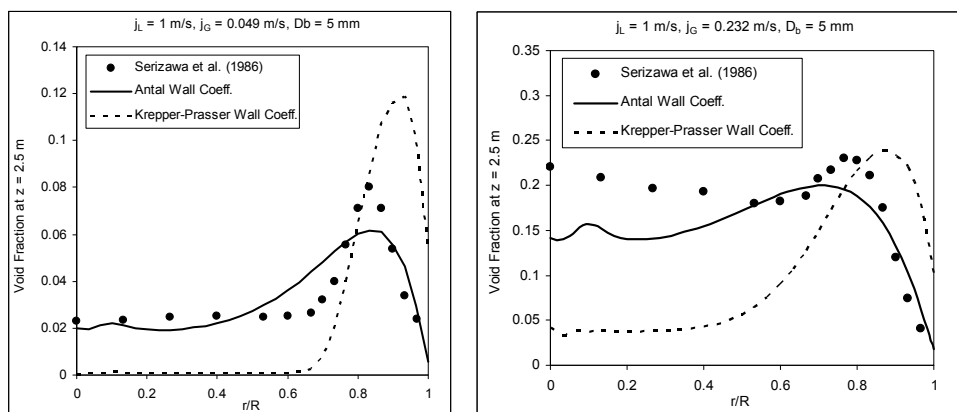 jL = 1 m/s, jG = 0.049 m/s, Db = 5 mm
0.14
0.12
0.1
0.08
0.06
0.04
0.02
0
Void Fraction at z = 2.5 m
Serizawa et al. (1986)
Antal Wall Coeff.
Krepper-Prasser Wall Coeff.
0 0.2 0.4 0.6 0.8 1
r/R
jL = 1 m/s, jG = 0.232 m/s, Db = 5 mm
0.35
0.3
0.25
0.2
0.15
0.1
0.05
0
Void Fraction at z = 2.5 m
Serizawa et al. (1986)
Antal Wall Coeff.
Krepper-Prasser Wall Coeff.
0 0.2 0.4 0.6 0.8 1
r/R